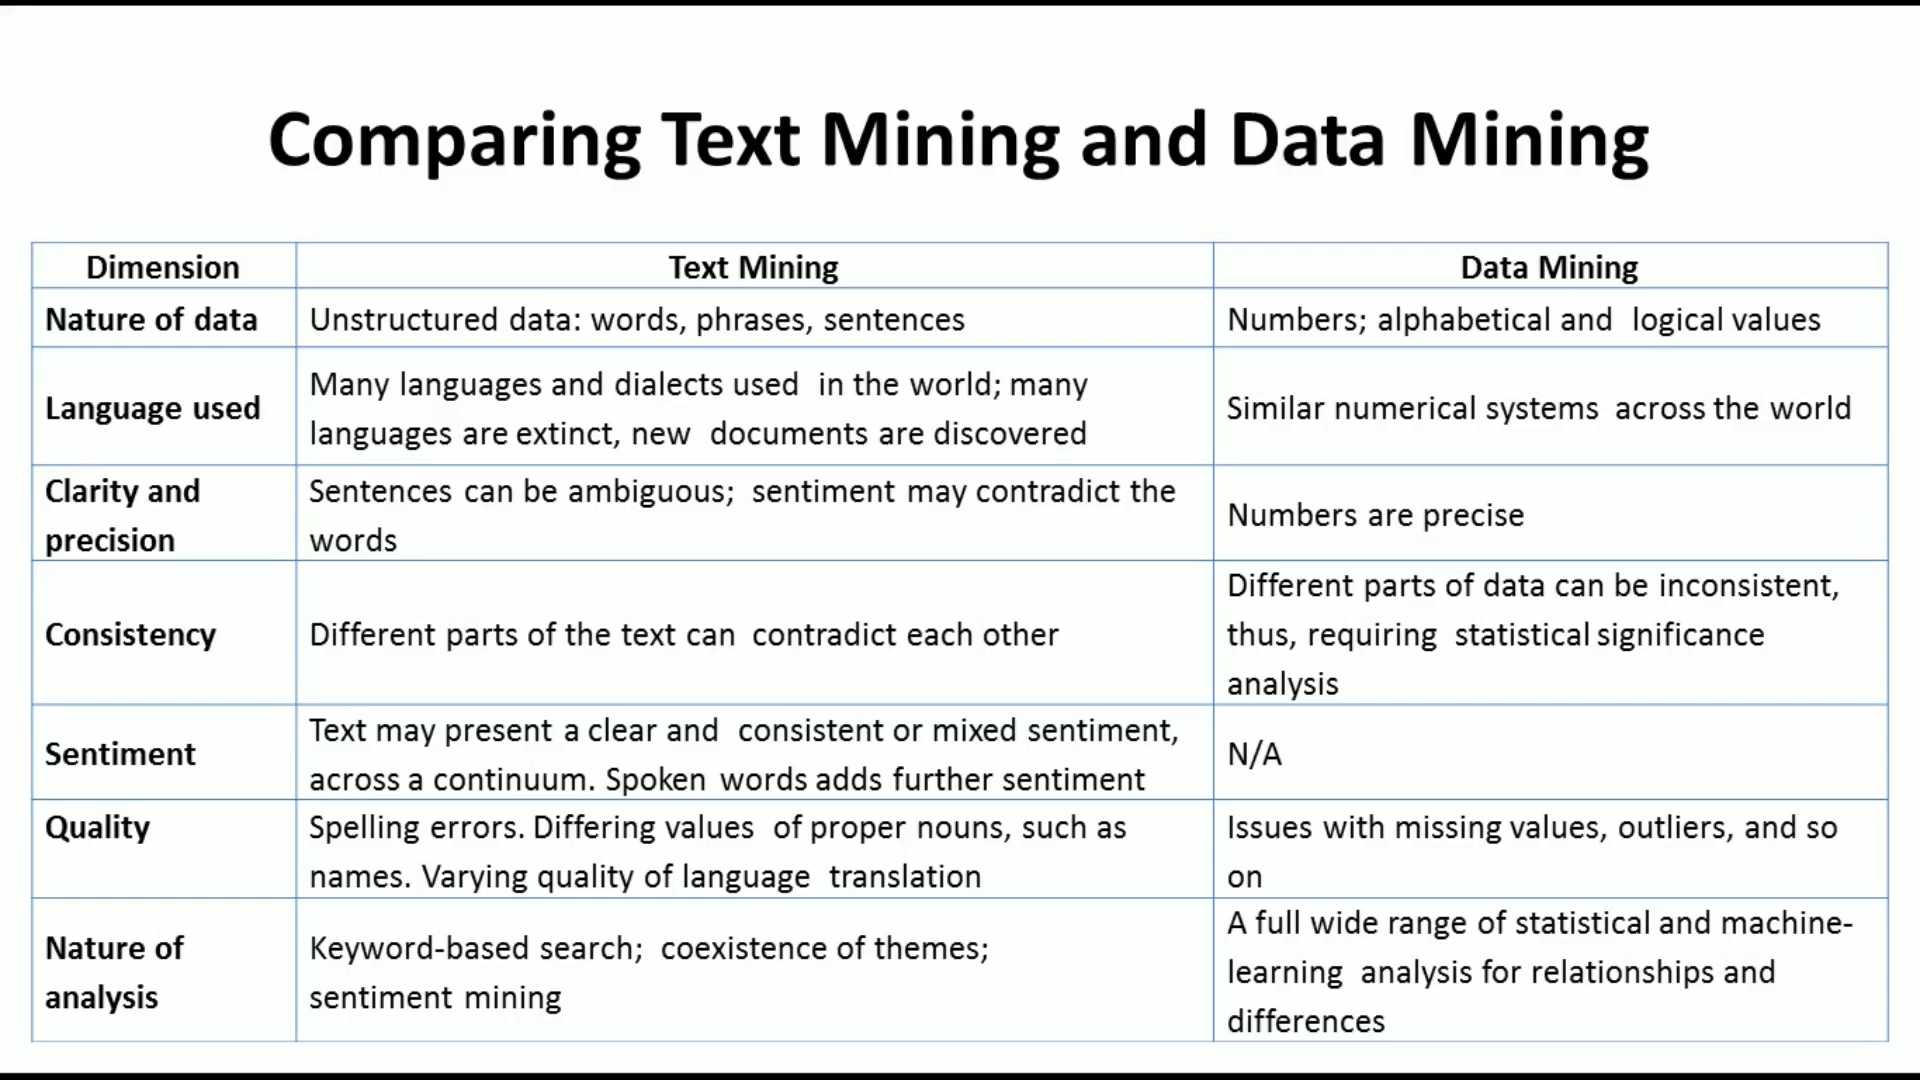 Comparing Text Mining and Data Mining
Dimension
Text Mining
Data Mining
Nature of data
Unstructured data: words, phrases, sentences
Numbers; alphabetical and logical values
Language used
Many languages and dialects used in the world; many
languages are extinct, new documents are discovered
Similar numerical systems across the world
Clarity and
precision
Sentences can be ambiguous; sentiment may contradict the
words
Numbers are precise
Consistency
Different parts of the text can contradict each other
Different parts of data can be inconsistent,
thus, requiring statistical significance
analysis
Sentiment
Text may present a clear and consistent or mixed sentiment,
across a continuum. Spoken words adds further sentiment
N/A
Quality
Spelling errors. Differing values of proper nouns, such as
names. Varying quality of language translation
Issues with missing values, outliers, and so
on
Nature of
analysis
Keyword-based search; coexistence of themes;
sentiment mining
A full wide range of statistical and machine-
learning analysis for relationships and
differences